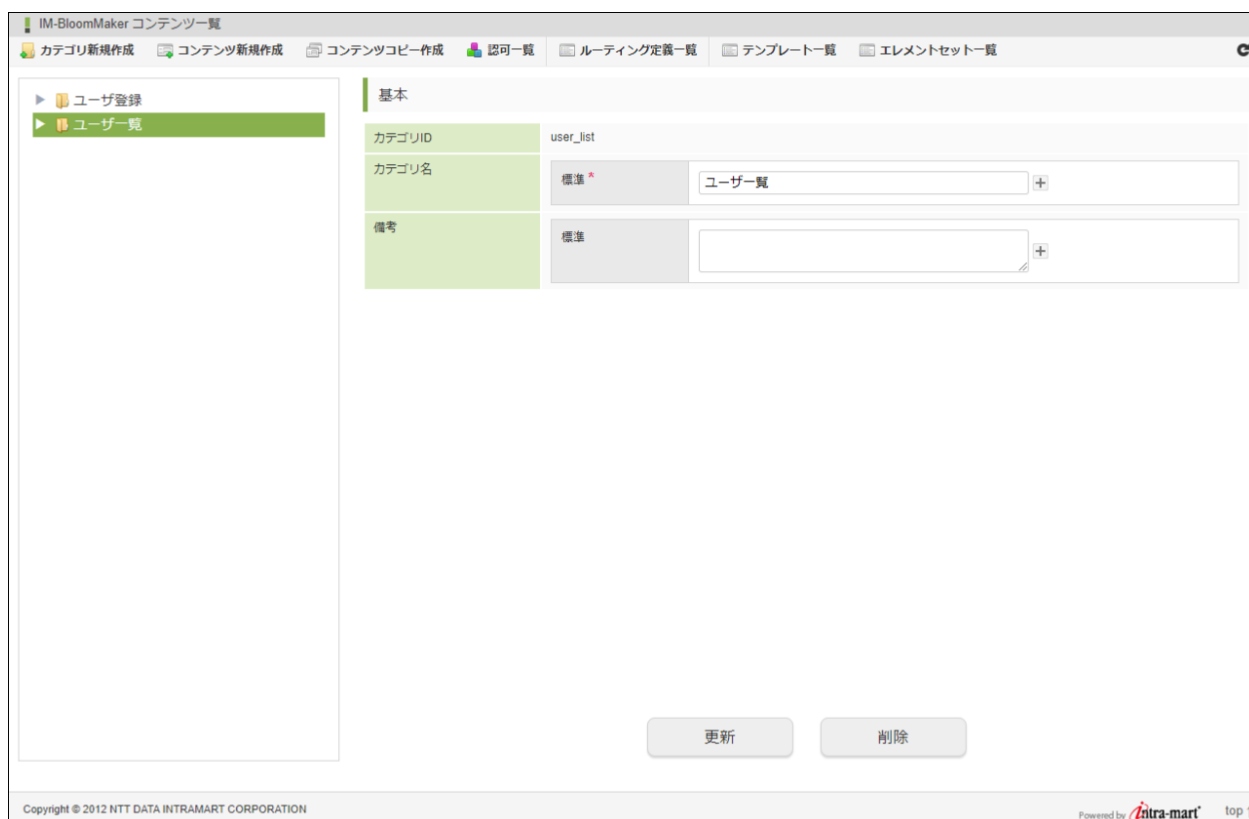 IM-BloomMaker コンテンツ一覧
カテゴリ新規作成 コンテンツ新規作成 コンテンツコピー作成 認可一覧 ルーティング定義一覧 テンプレート一覧 エレメントセット一覧
ユーザ登録
ユーザ一覧
基本
カテゴリID user_list
カテゴリ名 標準 * ユーザ一覧
備考 標準
更新 削除
Copyright © 2012 NTT DATA INTRAMART CORPORATION
Powered by intra-mart top